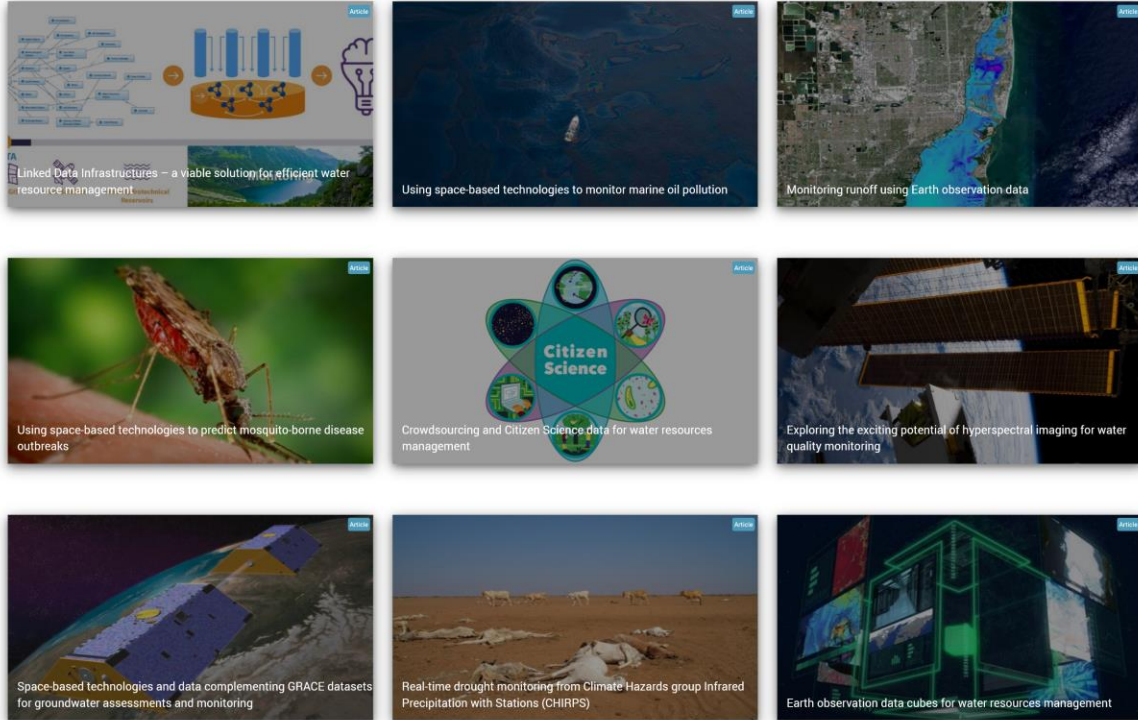 Article
Linked Data Infrastructures – a viable solution for efficient water
resource management
Article
Using space-based technologies to monitor marine oil pollution
Article
Monitoring runoff using Earth observation data
Article
Using space-based technologies to predict mosquito-borne disease
outbreaks
Article
Citizen
Science
Crowdsourcing and Citizen Science data for water resources
management
Article
Exploring the exciting potential of hyperspectral imaging for water
quality monitoring
Article
Space-based technologies and data complementing GRACE datasets
for groundwater assessments and monitoring
Article
Real-time drought monitoring from Climate Hazards group Infrared
Precipitation with Stations (CHIRPS)
Article
Earth observation data cubes for water resources management